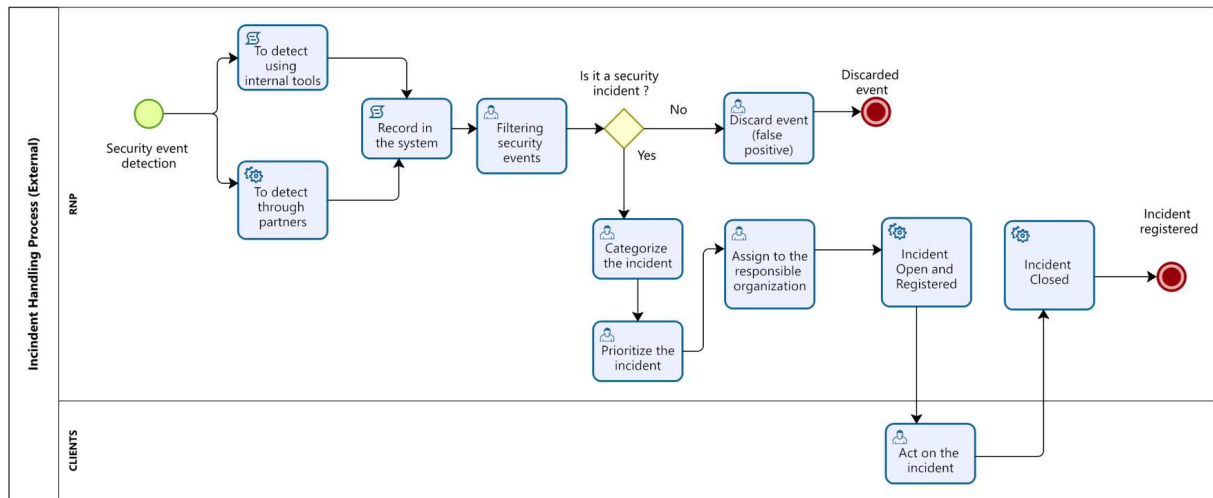 Incindent Handling Process (External)
RNP
CLIENTS
Security event
detection
To detect
using
internal tools
To detect
through
partners
Record in
the system
Filtering
security
events
Is it a security
incident ?
No
Yes
Discard event
(false
positive)
Discarded
event
Categorize
the incident
Prioritize the
incident
Assign to the
responsible
organization
Incident
Open and
Registered
Act on the
incident
Incident
Closed
Incident
registered